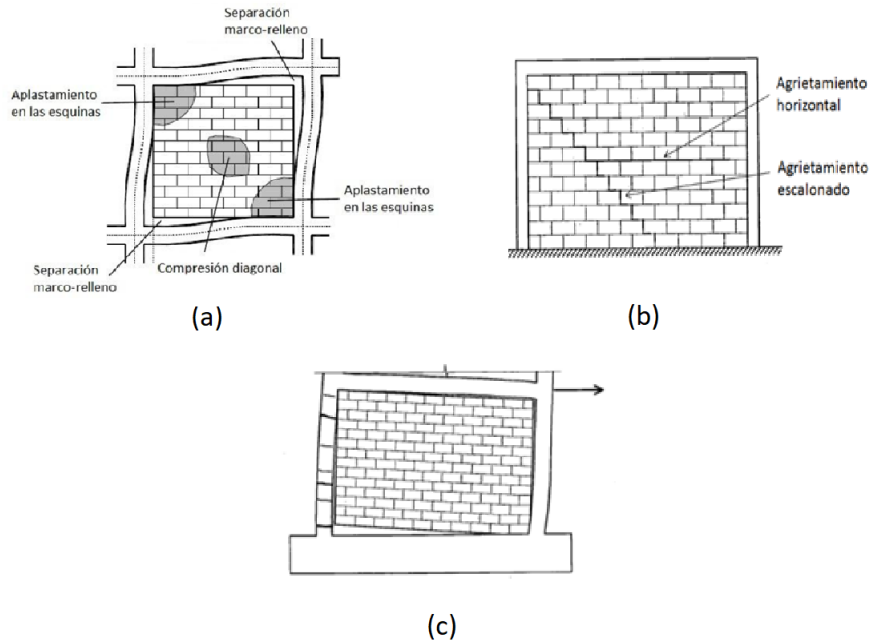 Separación
marco-relleno
Aplastamiento
en las esquinas
Aplastamiento
en las esquinas
Separación
marco-relleno
Compresión diagonal
(a)
Agrietamiento
horizontal
Agrietamiento
escalonado
(b)
(c)